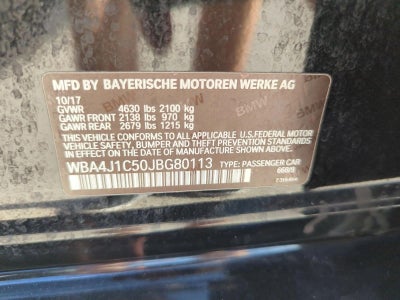 MFD BY BAYERISCHE MOTOREN WERKE AG
10/17
GVWR 4630 lbs 2100 kg
GAWR FRONT 2138 lbs 970 kg
GAWR REAR 2679 lbs 1215 kg
THIS VEHICLE CONFORMS TO ALL APPLICABLE U.S.FEDERAL MOTOR
VEHICLE SAFETY, BUMPER AND THEFT PREVENTION STANDARDS
IN EFFECT ON THE DATE OF MANUFACTURE SHOWN ABOVE.
WBA4J1C50JBG80113 TYPE: PASSENGER CAR